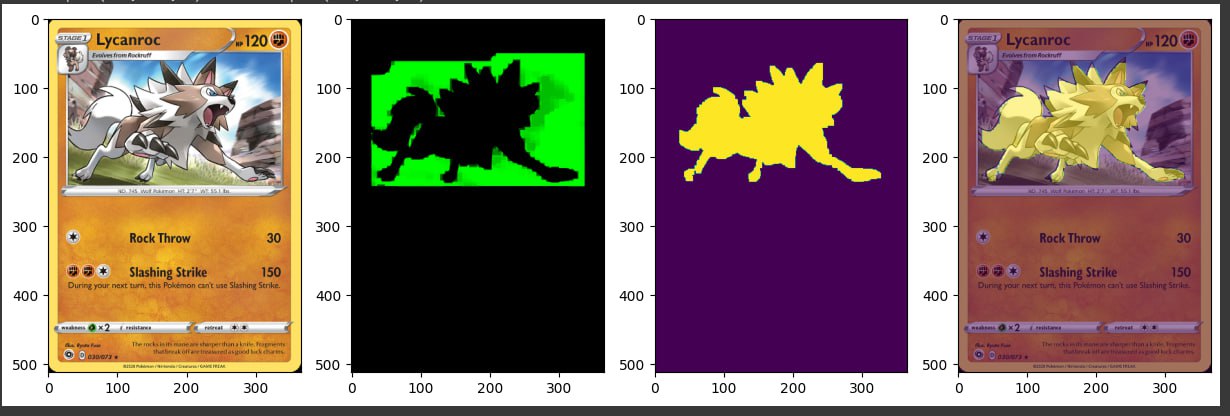 0
100
200
300
400
500
0
100
200
300
STAGE 1
Lycanroc
HP 120
Evolves from Rockruff
NO. 745 Wolf Pokémon HT: 2'7" WT: 55.1 lbs.
Rock Throw 30
Slashing Strike 150
During your next turn, this Pokémon can't use Slashing Strike.
weakness ×2 resistance retreat
Illus. Ryota
The rocks in its mane are sharper than a knife. Fragments
that break off are treasured as good luck charms.
030/073 ★
©2020 Pokémon / Nintendo / Creatures / GAME FREAK
0
100
200
300
400
500
0
100
200
300
0
100
200
300
400
500
0
100
200
300
0
100
200
300
400
500
0
100
200
300
STAGE 1
Lycanroc
HP 120
Evolves from Rockruff
NO. 745 Wolf Pokémon HT: 2'7" WT: 55.1 lbs.
Rock Throw 30
Slashing Strike 150
During your next turn, this Pokémon can't use Slashing Strike.
weakness ×2 resistance retreat
Illus. Ryota
The rocks in its mane are sharper than a knife. Fragments
that break off are treasured as good luck charms.
030/073 ★
©2020 Pokémon / Nintendo / Creatures / GAME FREAK